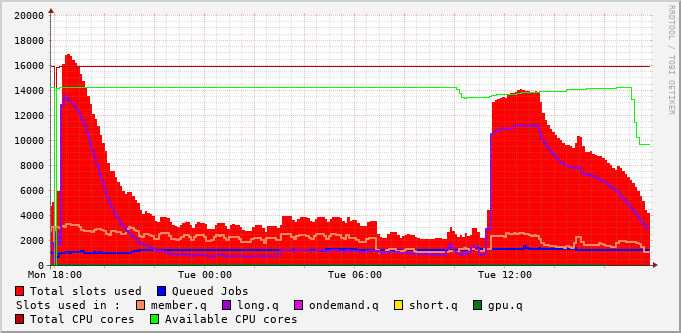 20000
18000
16000
14000
12000
10000
8000
6000
4000
2000
0
Mon 18:00 Tue 00:00 Tue 06:00 Tue 12:00
RRDTOOL / TOBI OETIKER
Total slots used Queued Jobs
Slots used in : member.q long.q ondemand.q short.q gpu.q
Total CPU cores Available CPU cores